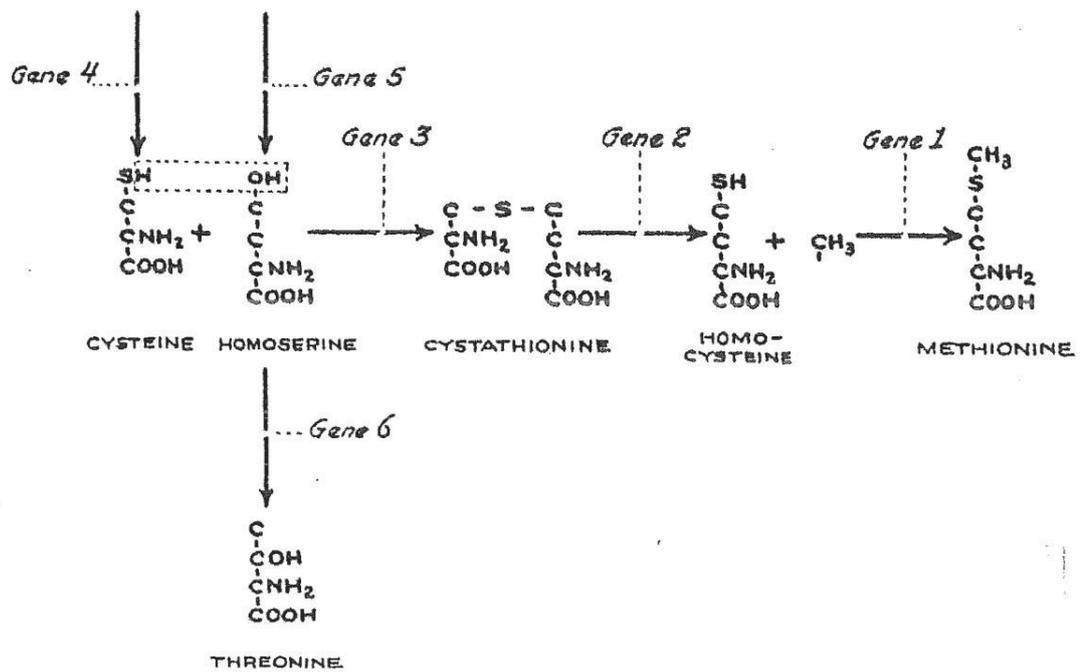 Gene 4
Gene 5
Gene 3
Gene 2
Gene 1
SH
C
CNH₂
COOH
+
OH
C
C
CNH₂
COOH
C - S - C
CNH₂
COOH
C
CNH₂
COOH
SH
C
C
CNH₂
COOH
+
CH₃
CH₃
S
C
C
CNH₂
COOH
CYSTEINE
HOMOSERINE
CYSTATHIONINE
HOMO-
CYSTEINE
METHIONINE
Gene 6
C
COH
CNH₂
COOH
THREONINE